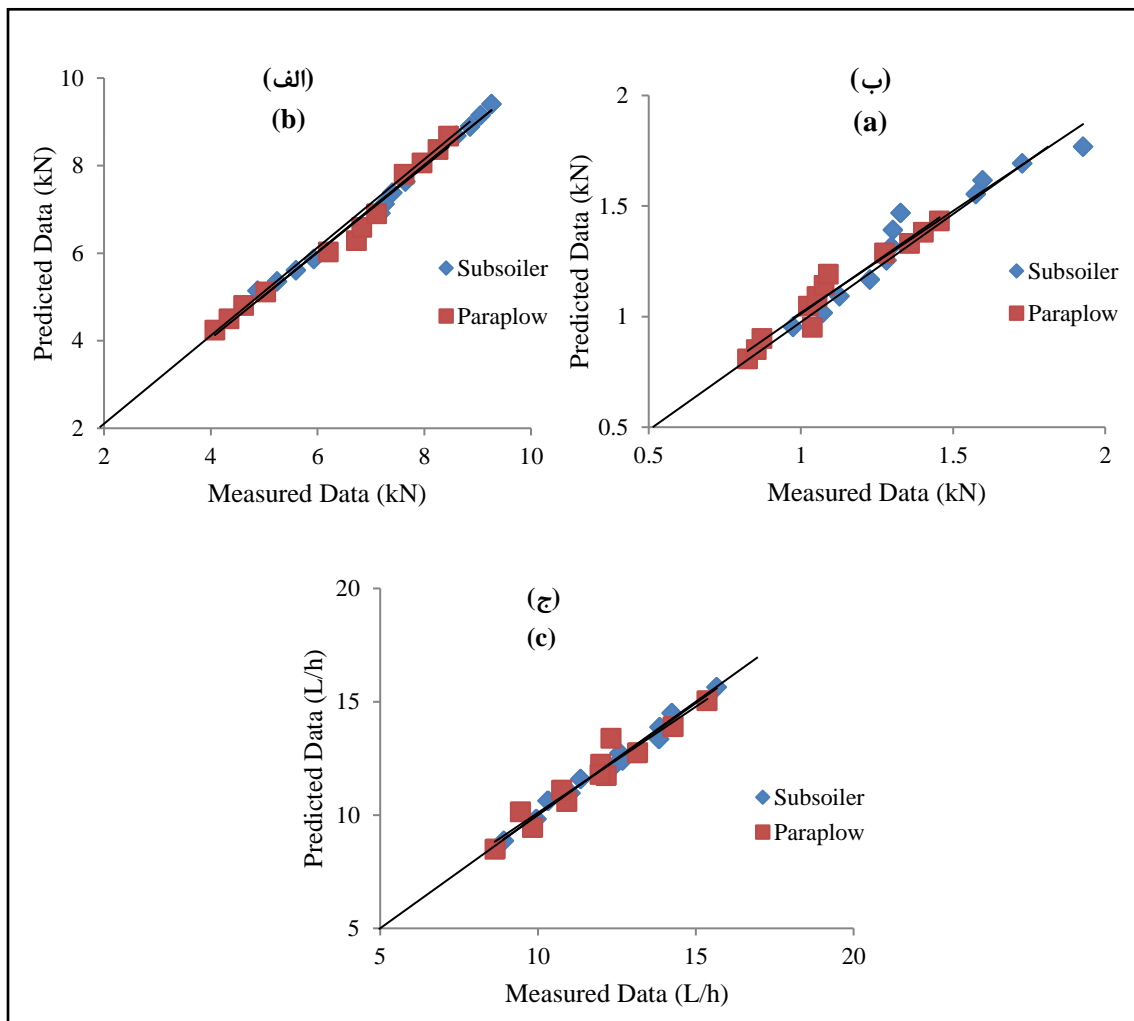 (الف)
(b)
10
8
6
4
2
Predicted Data (kN)
Subsoiler
Paraplow
2
4
6
8
10
Measured Data (kN)
(ب)
(a)
2
1.5
1
0.5
Predicted Data (kN)
Subsoiler
Paraplow
0.5
1
1.5
2
Measured Data (kN)
(ج)
(c)
20
15
10
5
Predicted Data (L/h)
Subsoiler
Paraplow
5
10
15
20
Measured Data (L/h)